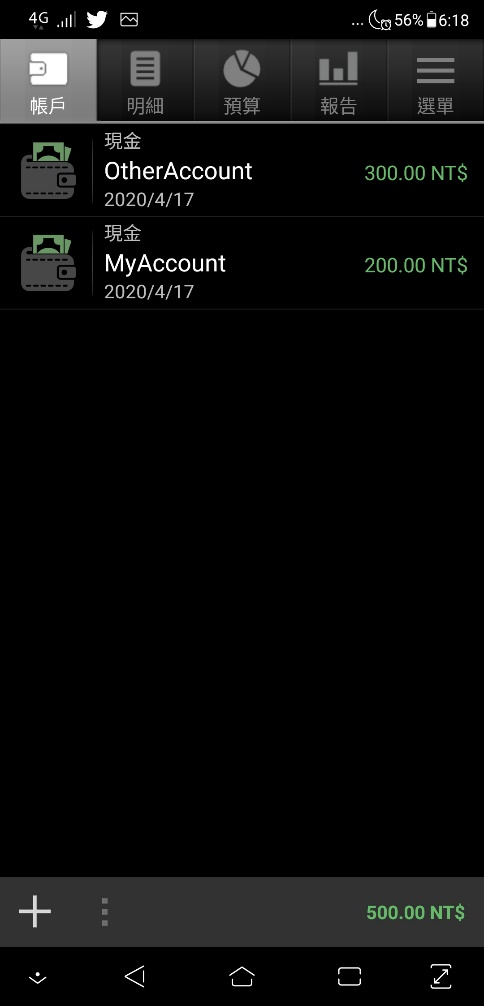 4G ... 56% 6:18
帳戶 明細 預算 報告 選單
現金
OtherAccount 300.00 NT$
2020/4/17
現金
MyAccount 200.00 NT$
2020/4/17
500.00 NT$